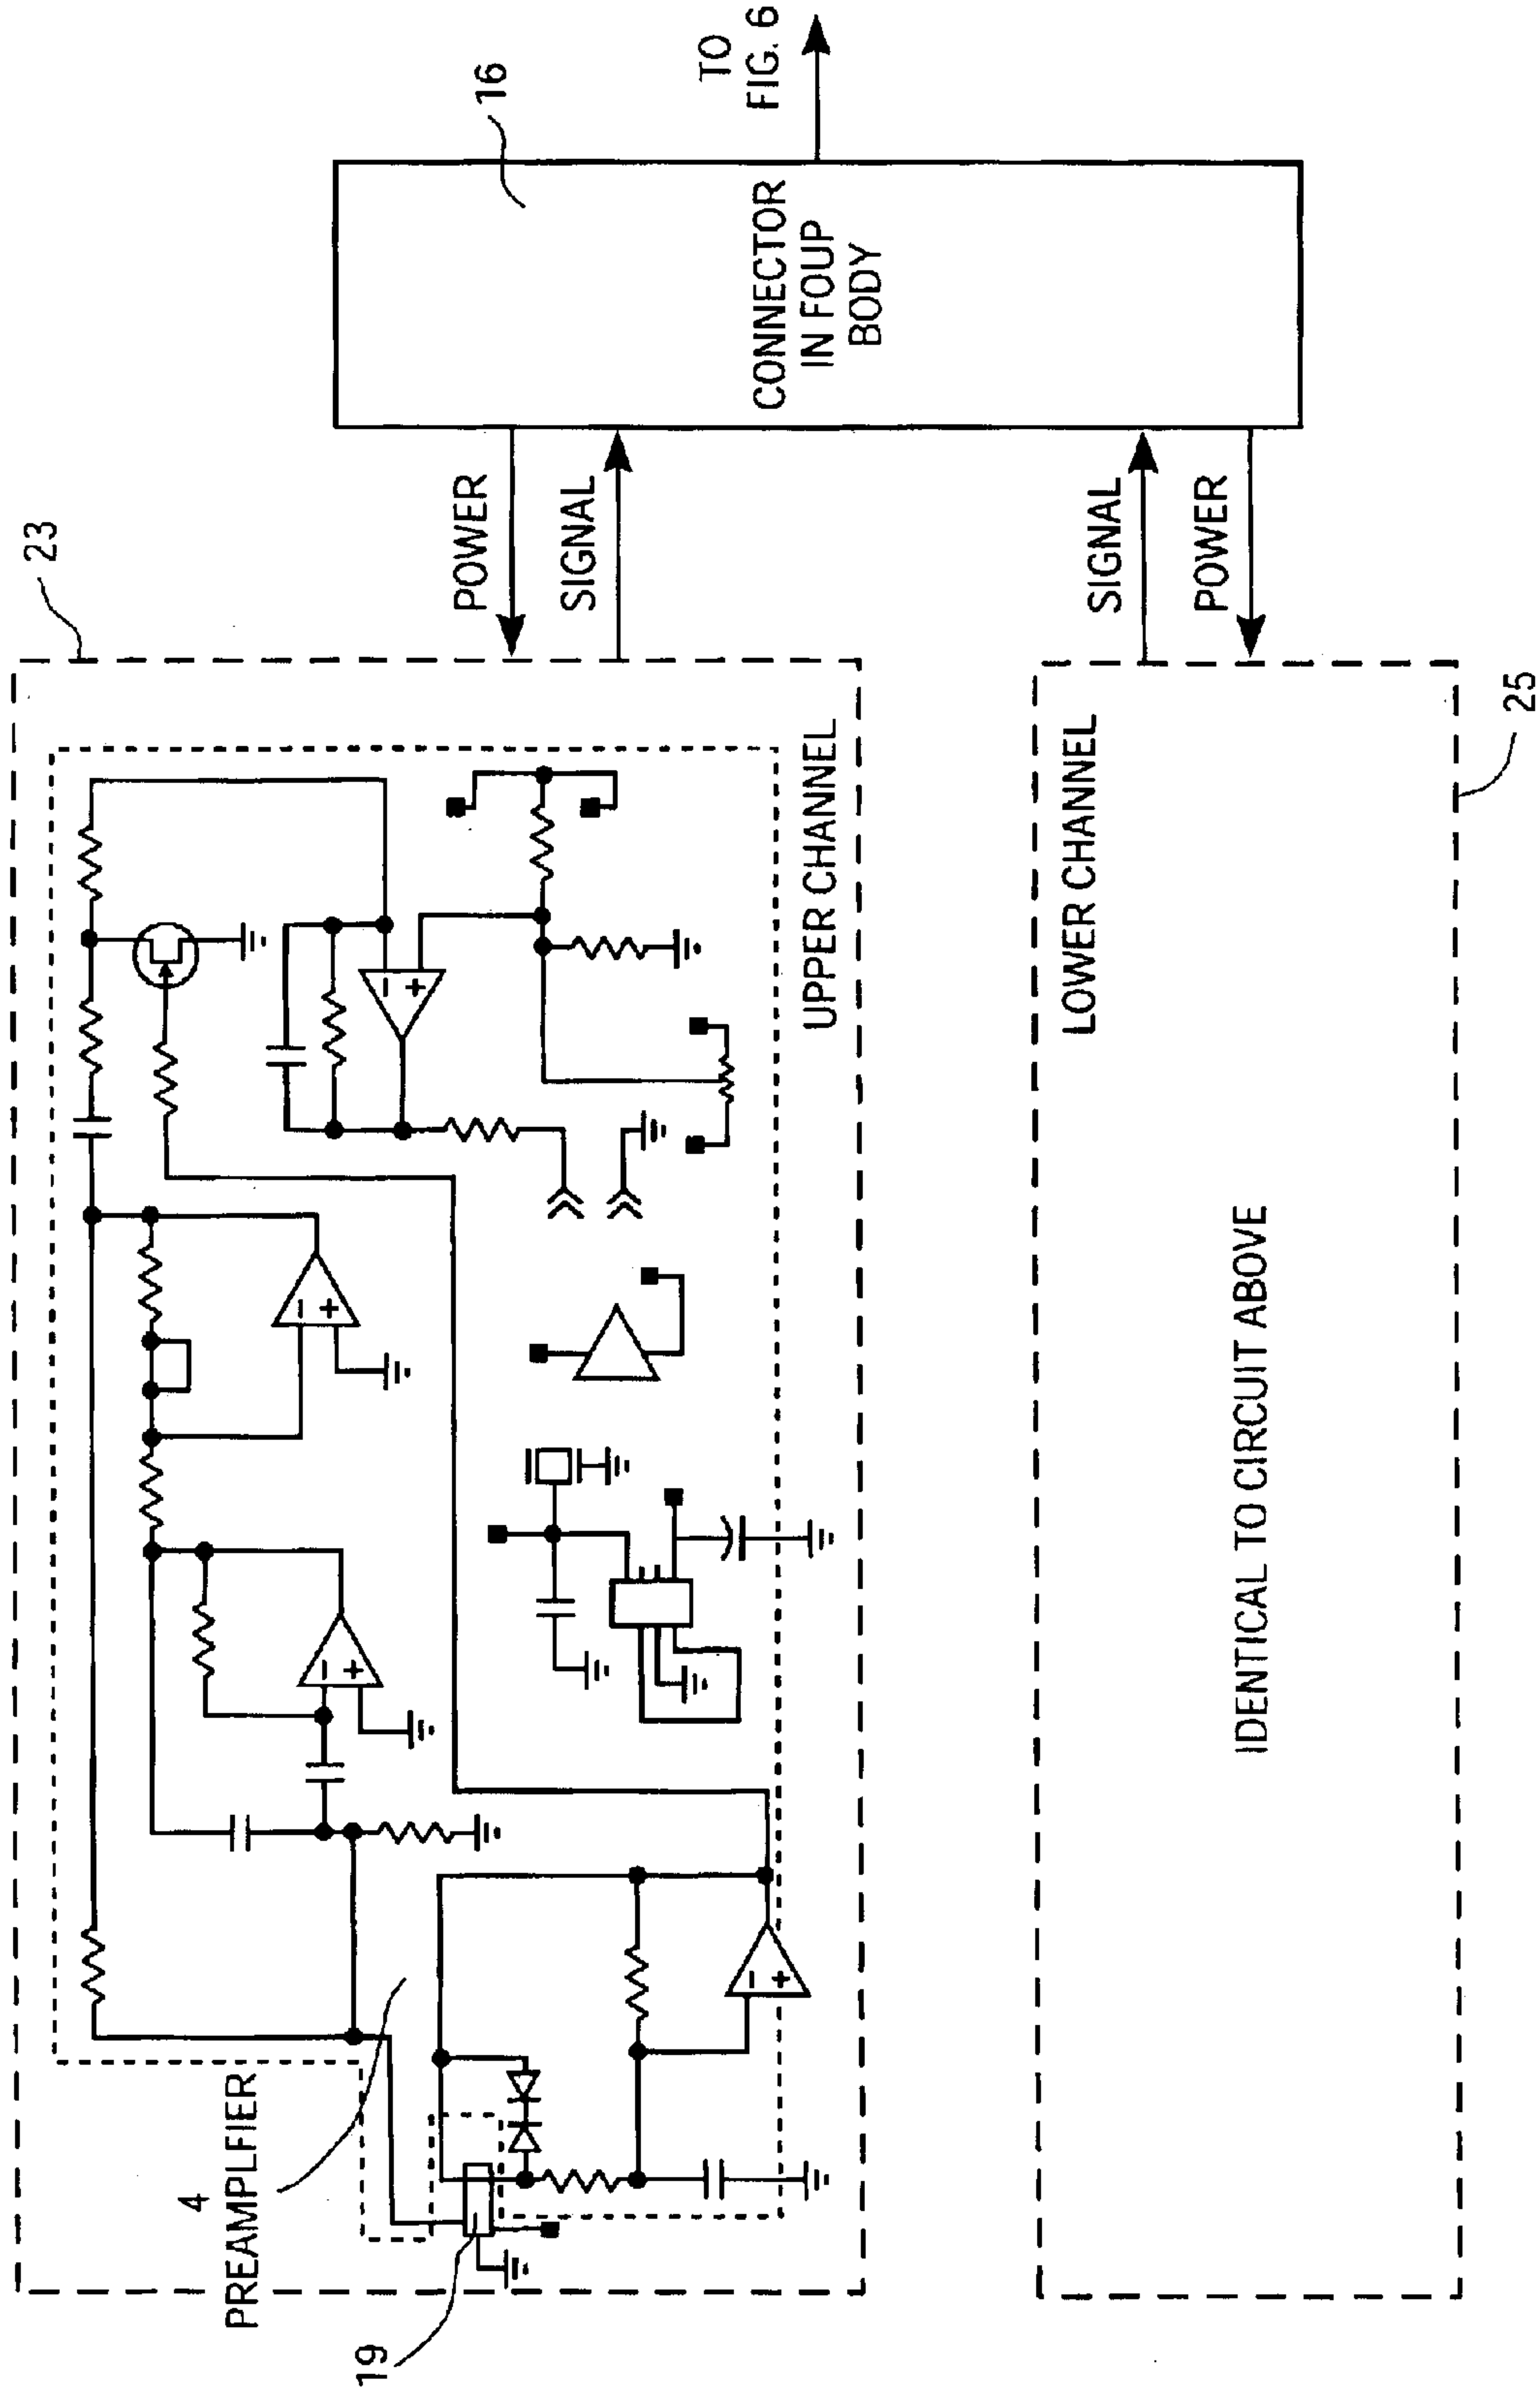 23
4
PREAMPLFIER
19
UPPER CHANNEL
POWER
SIGNAL
16
CONNECTOR
IN FOUP
BODY
TO
FIG. 6
LOWER CHANNEL
IDENTICAL TO CIRCUIT ABOVE
25
SIGNAL
POWER